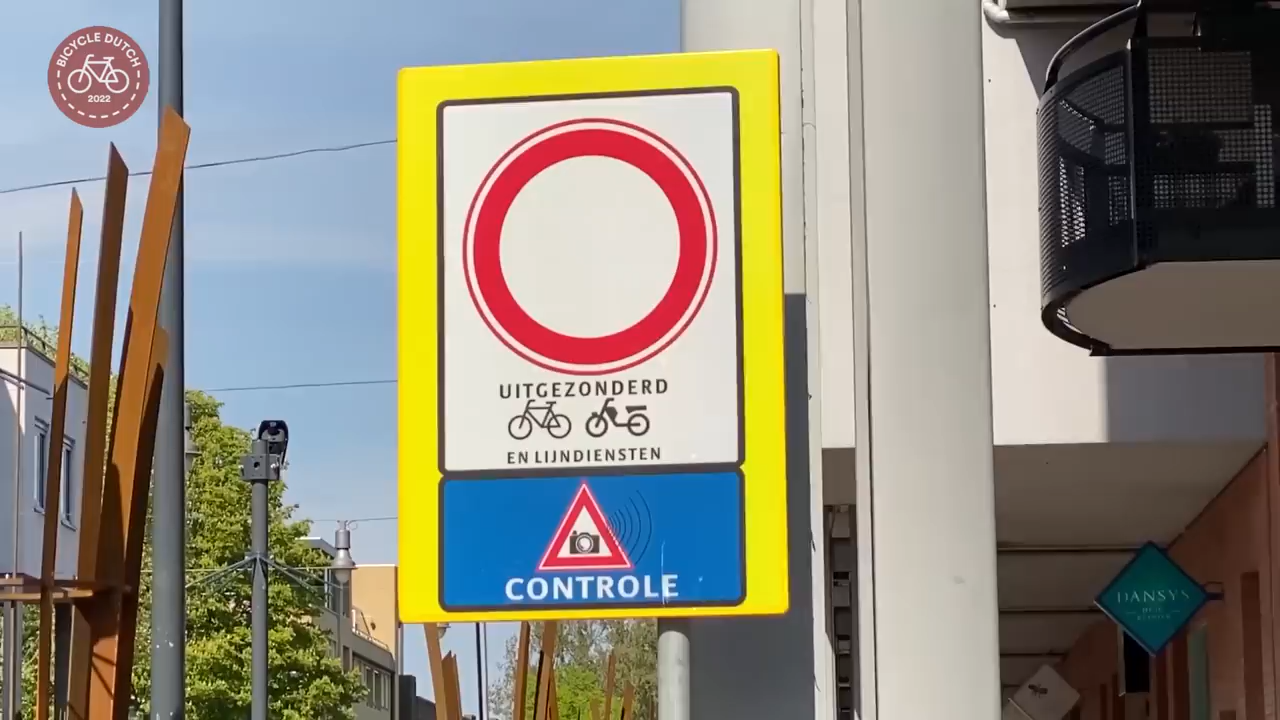 BICYCLE DUTCH
2022
UITGEZONDERD
EN LIJNDIENSTEN
CONTROLE
DANSYS